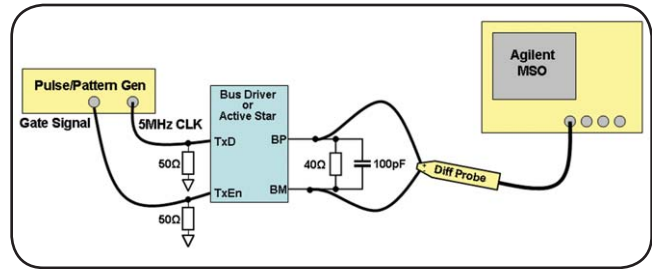 Pulse/Pattern Gen
Gate Signal
5MHz CLK
50Ω
50Ω
Bus Driver
or
Active Star
TxD
TxEn
BP
BM
40Ω
100pF
Diff Probe
Agilent
MSO